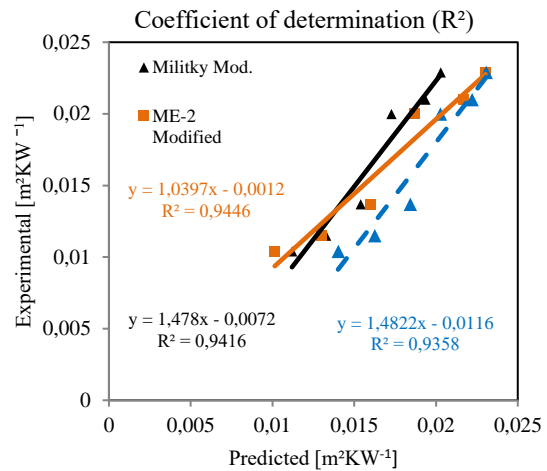 Coefficient of determination (R²)
0,025
0,02
0,015
0,01
0,005
0
Experimental [m²KW ⁻¹]
Militky Mod.
ME-2
Modified
y = 1,0397x - 0,0012
R² = 0,9446
y = 1,478x - 0,0072
R² = 0,9416
y = 1,4822x - 0,0116
R² = 0,9358
0 0,005 0,01 0,015 0,02 0,025
Predicted [m²KW⁻¹]